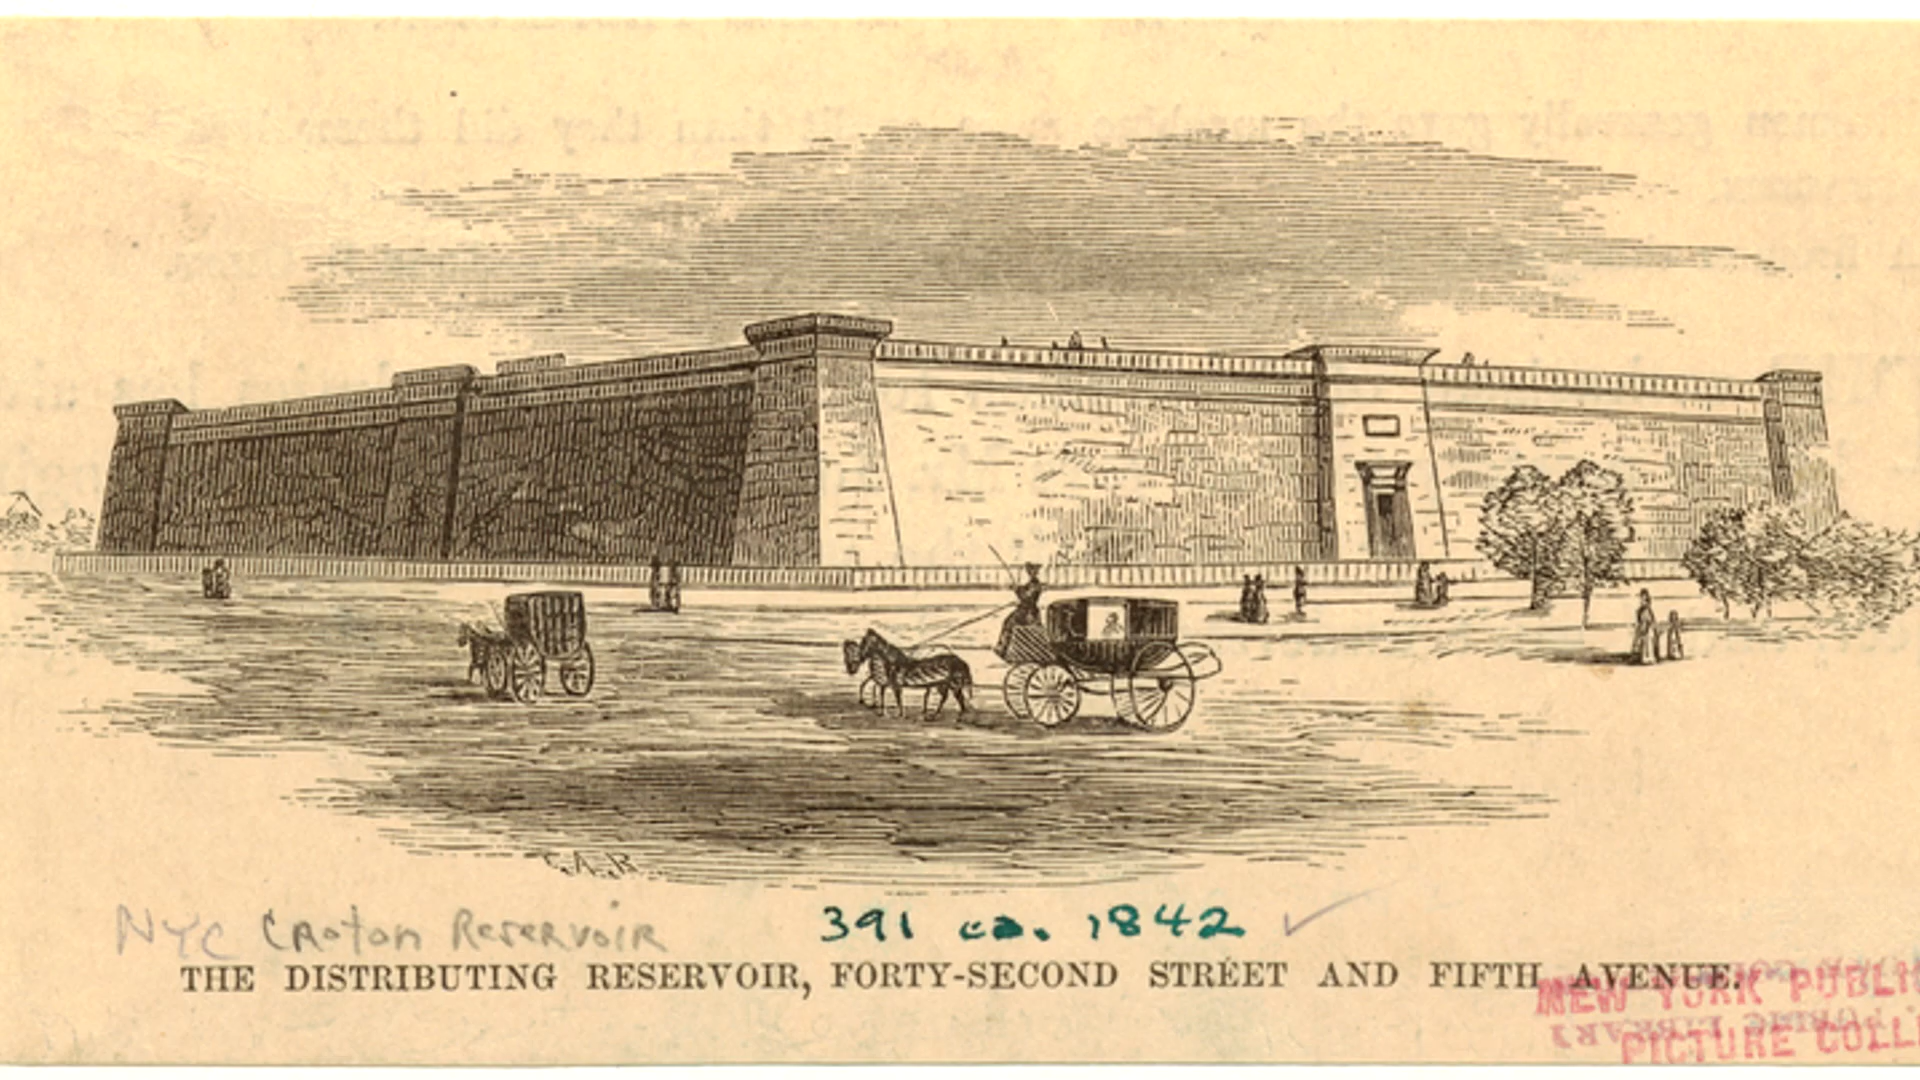 G.A.R.
NYC Croton Reservoir 391 ca. 1842 ✓
THE DISTRIBUTING RESERVOIR, FORTY-SECOND STREET AND FIFTH AVENUE.
NEW YORK PUBLI
PICTURE COLL